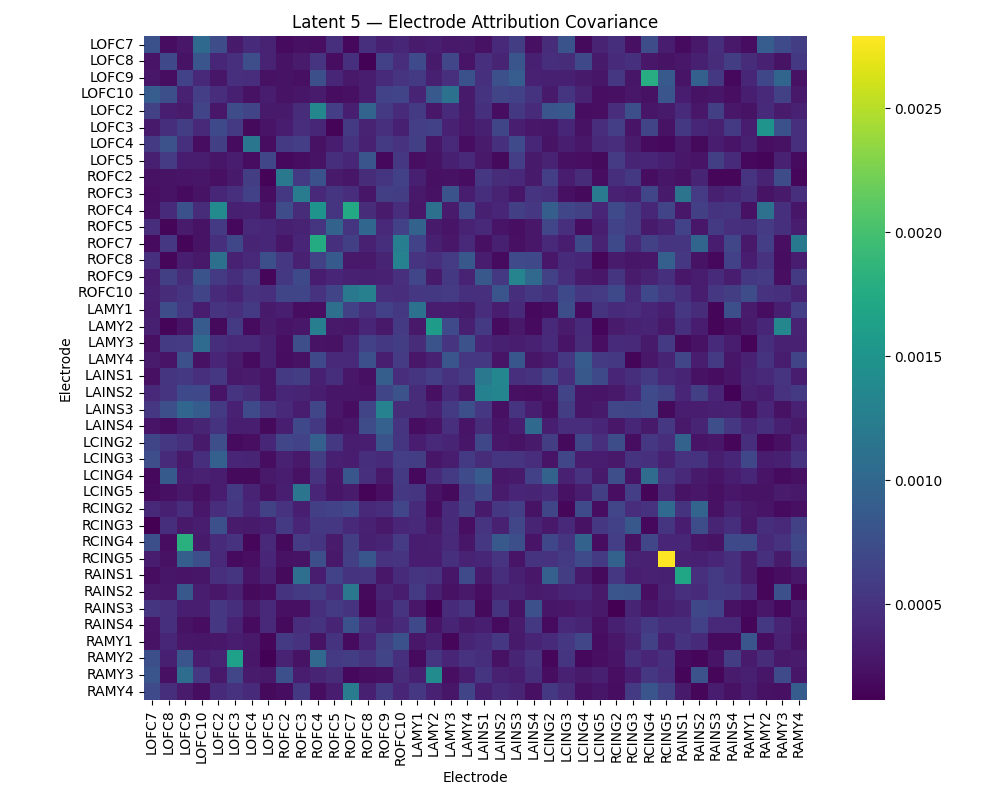 Latent 5 — Electrode Attribution Covariance
Electrode
LOFC7
LOFC8
LOFC9
LOFC10
LOFC2
LOFC3
LOFC4
LOFC5
ROFC2
ROFC3
ROFC4
ROFC5
ROFC7
ROFC8
ROFC9
ROFC10
LAMY1
LAMY2
LAMY3
LAMY4
LAINS1
LAINS2
LAINS3
LAINS4
LCING2
LCING3
LCING4
LCING5
RCING2
RCING3
RCING4
RCING5
RAINS1
RAINS2
RAINS3
RAINS4
RAMY1
RAMY2
RAMY3
RAMY4
LOFC7
LOFC8
LOFC9
LOFC10
LOFC2
LOFC3
LOFC4
LOFC5
ROFC2
ROFC3
ROFC4
ROFC5
ROFC7
ROFC8
ROFC9
ROFC10
LAMY1
LAMY2
LAMY3
LAMY4
LAINS1
LAINS2
LAINS3
LAINS4
LCING2
LCING3
LCING4
LCING5
RCING2
RCING3
RCING4
RCING5
RAINS1
RAINS2
RAINS3
RAINS4
RAMY1
RAMY2
RAMY3
RAMY4
Electrode
0.0025
0.0020
0.0015
0.0010
0.0005